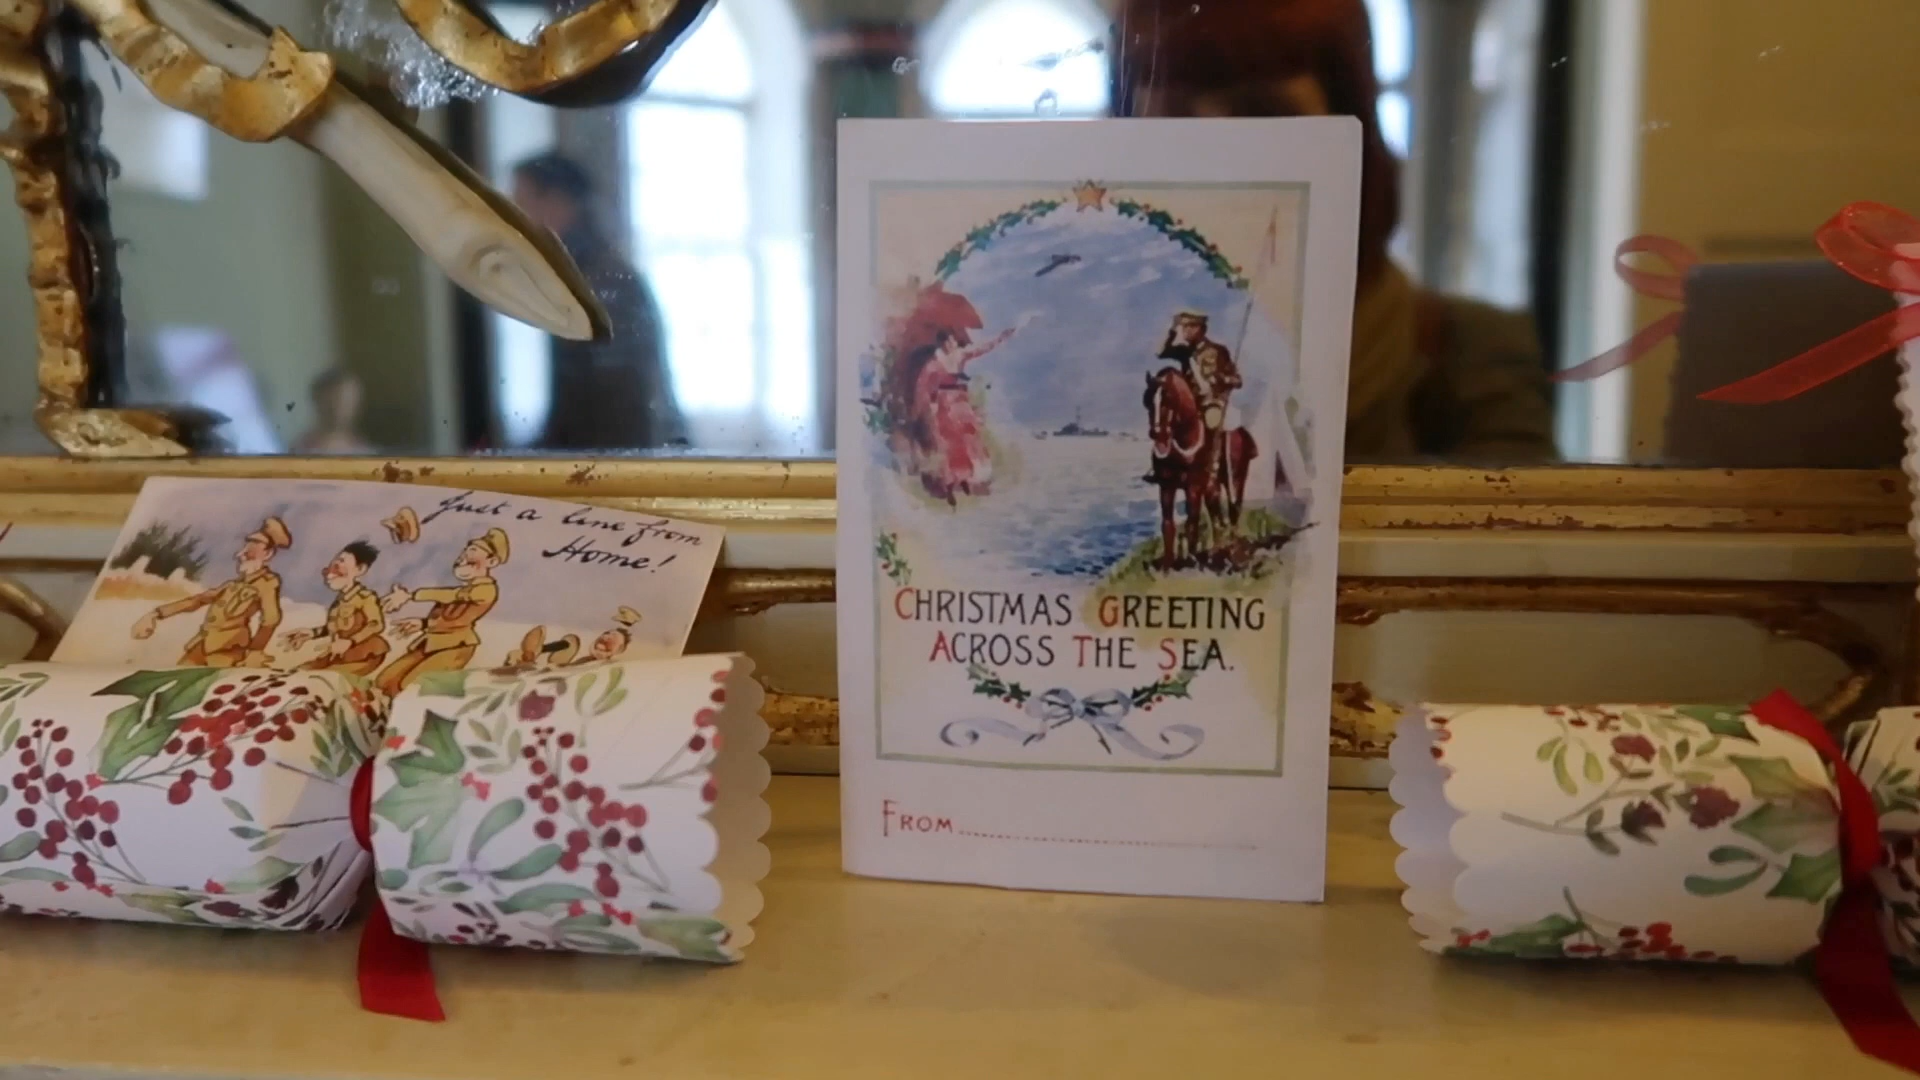 Just a line from
Home!
CHRISTMAS GREETING
ACROSS THE SEA.
FROM